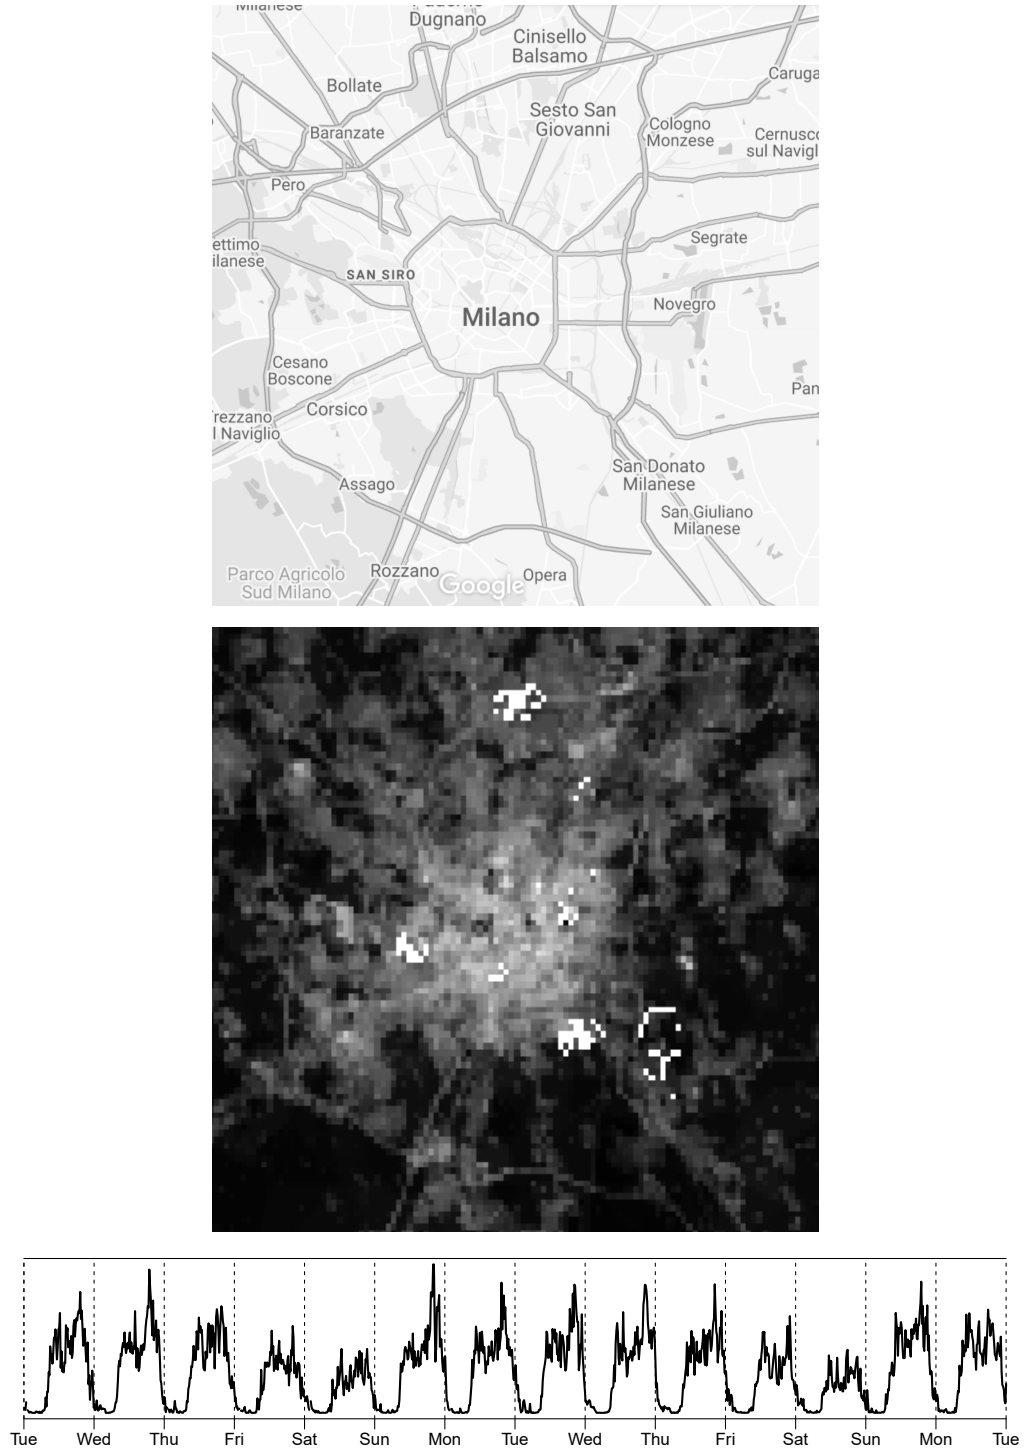 Milanese
Dugnano
Cinisello
Balsamo
Caruga
Bollate
Sesto San
Giovanni
Cologno
Monzese
Baranzate
Cernusco
sul Navigl
Pero
Segrate
ettimo
ilanese
SAN SIRO
Novegro
Milano
Cesano
Boscone
Pan
Corsico
rezzano
l Naviglio
San Donato
Milanese
Assago
San Giuliano
Milanese
Parco Agricolo
Sud Milano
Rozzano
Google
Opera
Tue Wed Thu Fri Sat Sun Mon Tue Wed Thu Fri Sat Sun Mon Tue